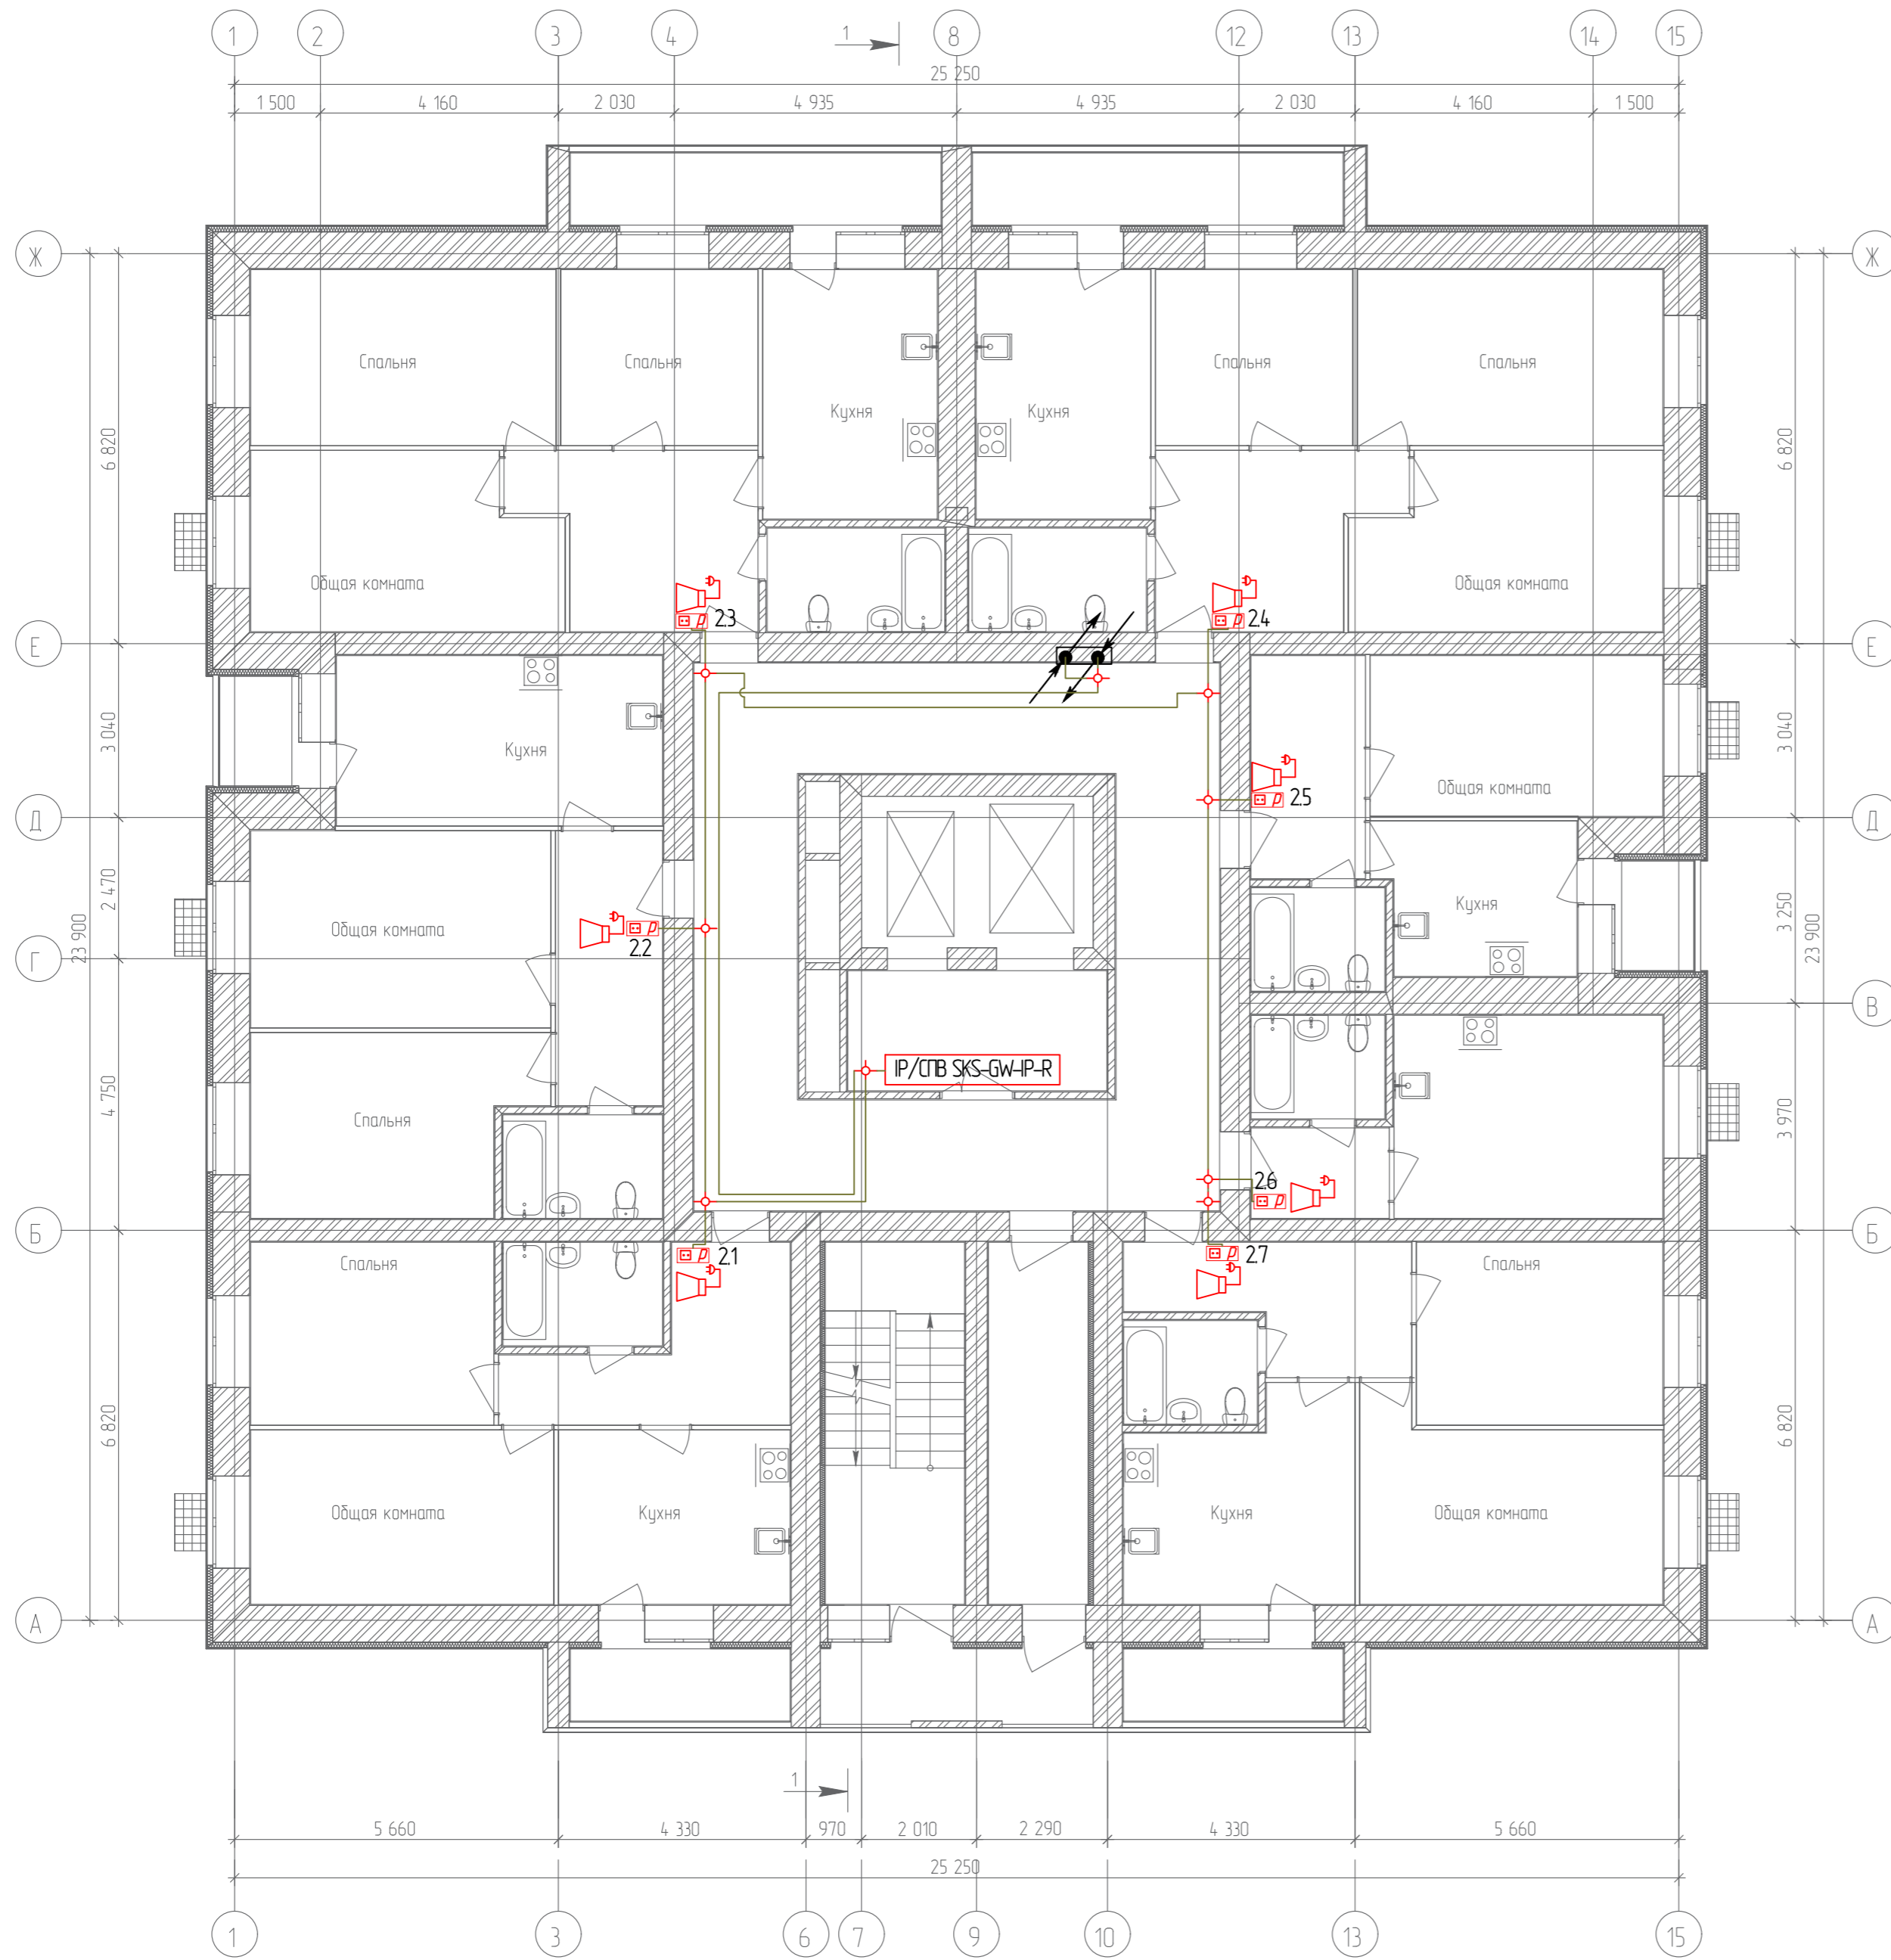 1 2 3 4 8 12 13 14 15
1
25 250
1 500 4 160 2 030 4 935 4 935 2 030 4 160 1 500
Ж Ж
Спальня Спальня Спальня Спальня
Кухня Кухня
6 820 6 820
Общая комната Общая комната
2.3 2.4
Е Е
3 040 3 040
Кухня
Общая комната
2.5
Д Д
2 470
Кухня
3 250
Общая комната
2.2
23 900 23 900
Г
В
IP/СПВ SKS-GW-IP-R
4 750 3 970
Спальня
2.6
Б Б
2.1 2.7
Спальня Спальня
6 820 6 820
Общая комната Кухня Кухня Общая комната
А А
1
5 660 4 330 970 2 010 2 290 4 330 5 660
25 250
1 3 6 7 9 10 13 15